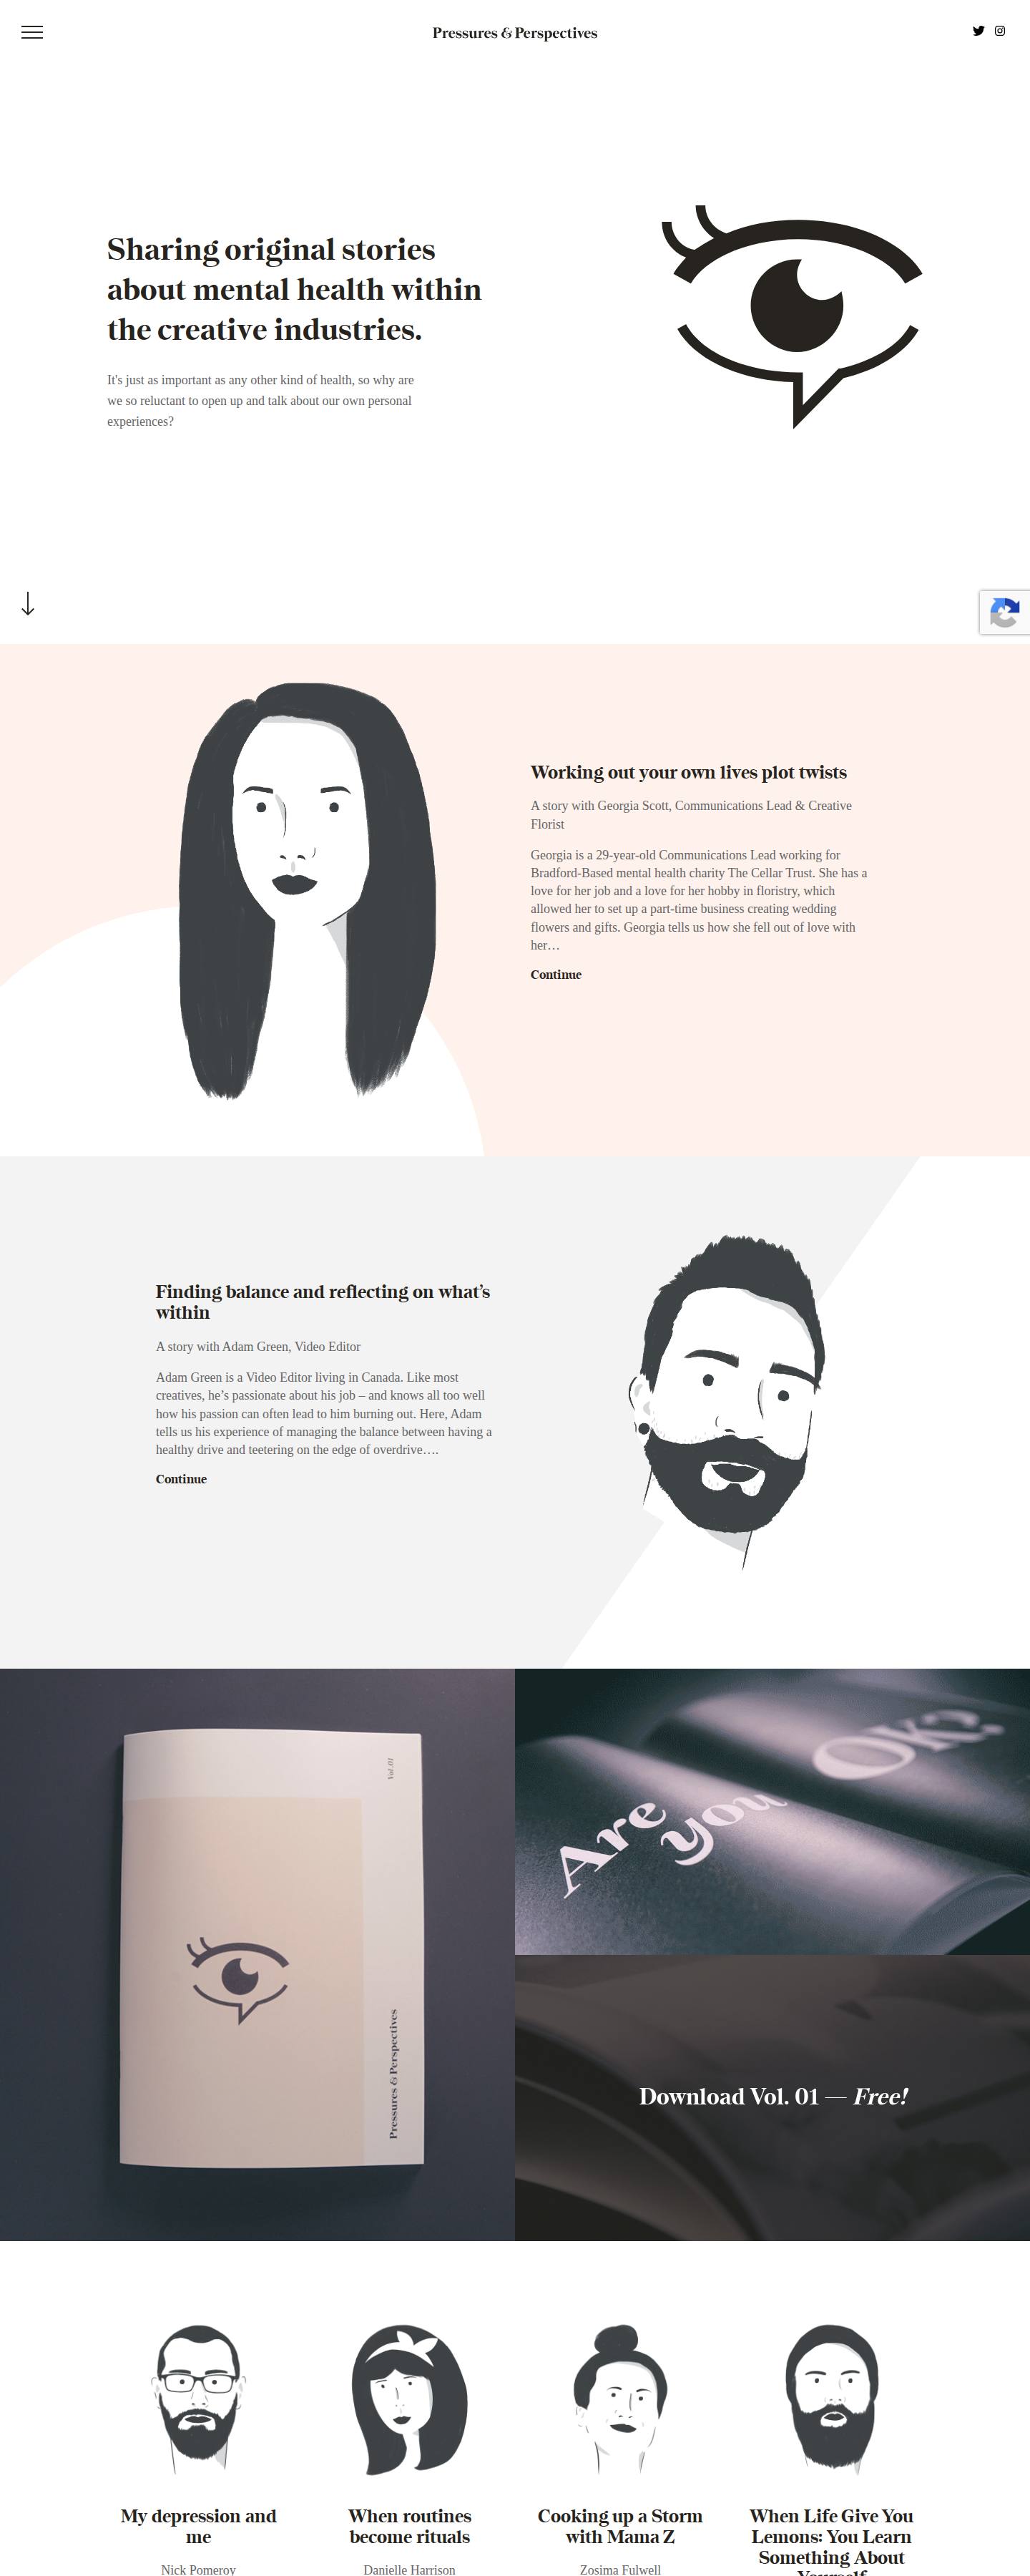 Pressures & Perspectives
Sharing original stories
about mental health within
the creative industries.
It's just as important as any other kind of health, so why are
we so reluctant to open up and talk about our own personal
experiences?
Working out your own lives plot twists
A story with Georgia Scott, Communications Lead & Creative
Florist
Georgia is a 29-year-old Communications Lead working for
Bradford-Based mental health charity The Cellar Trust. She has a
love for her job and a love for her hobby in floristry, which
allowed her to set up a part-time business creating wedding
flowers and gifts. Georgia tells us how she fell out of love with
her…
Continue
Finding balance and reflecting on what’s
within
A story with Adam Green, Video Editor
Adam Green is a Video Editor living in Canada. Like most
creatives, he’s passionate about his job – and knows all too well
how his passion can often lead to him burning out. Here, Adam
tells us his experience of managing the balance between having a
healthy drive and teetering on the edge of overdrive….
Continue
Vol.01
Pressures & Perspectives
Are you OK?
Download Vol. 01 — Free!
My depression and
me
Nick Pomeroy
When routines
become rituals
Danielle Harrison
Cooking up a Storm
with Mama Z
Zosima Fulwell
When Life Give You
Lemons: You Learn
Something About
Yourself